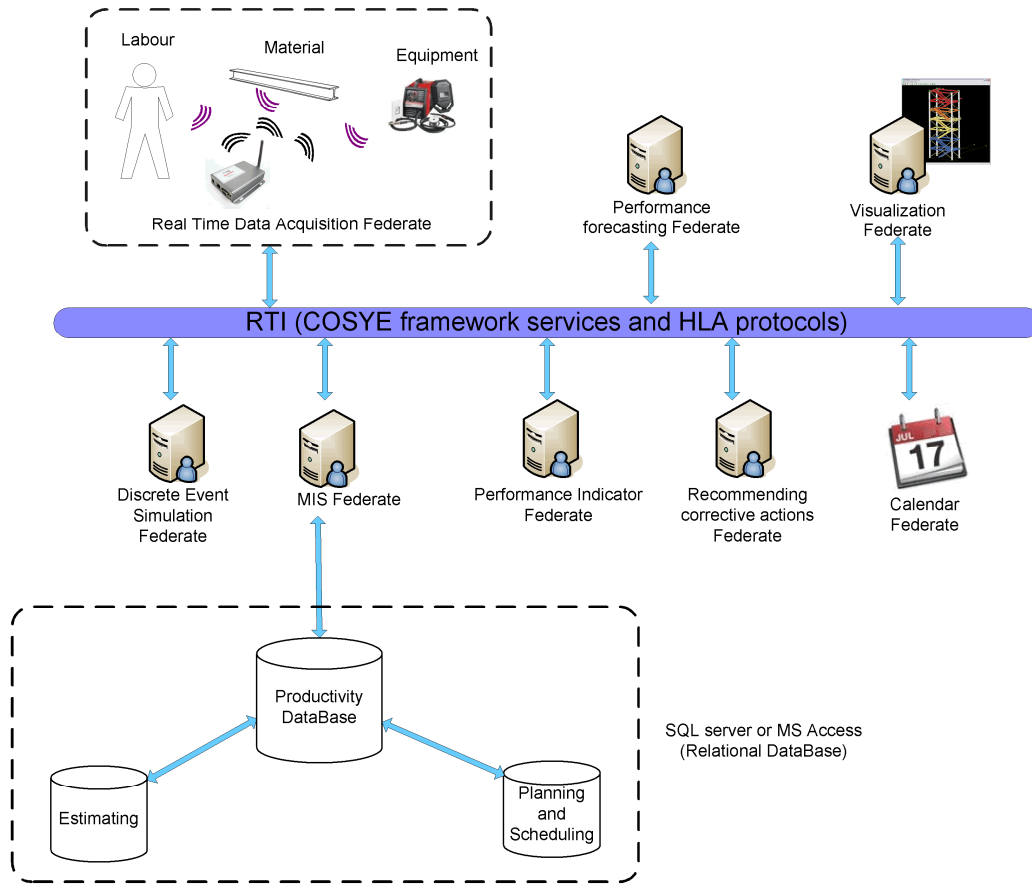 Labour
Material
Equipment
Real Time Data Acquisition Federate
Performance
forecasting Federate
Visualization
Federate
RTI (COSYE framework services and HLA protocols)
Discrete Event
Simulation
Federate
MIS Federate
Performance Indicator
Federate
Recommending
corrective actions
Federate
JUL
17
Calendar
Federate
Productivity
DataBase
SQL server or MS Access
(Relational DataBase)
Estimating
Planning
and
Scheduling